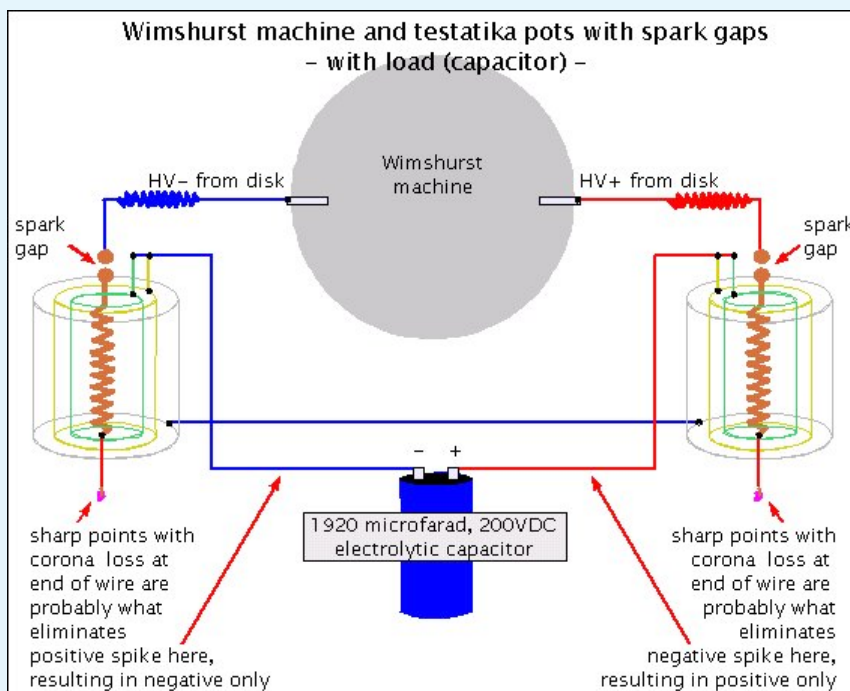 Wimshurst machine and testatika pots with spark gaps
– with load (capacitor) –
Wimshurst
machine
HV- from disk
HV+ from disk
spark
gap
spark
gap
- +
1920 microfarad, 200VDC
electrolytic capacitor
sharp points with
corona loss at
end of wire are
probably what
eliminates
positive spike here,
resulting in negative only
sharp points with
corona loss at
end of wire are
probably what
eliminates
negative spike here,
resulting in positive only